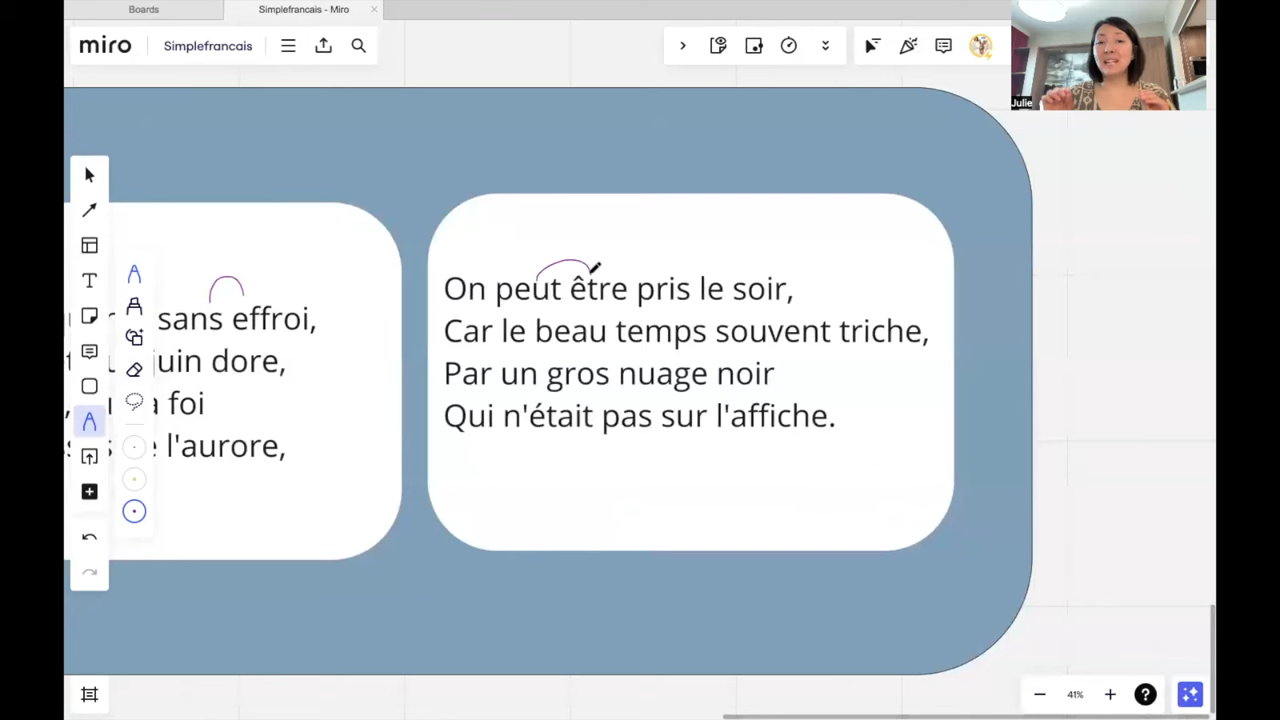 Boards
Simplefrancais - Miro
miro
Simplefrancais
Julie
sans effroi,
juin dore,
foi
l'aurore,
On peut être pris le soir,
Car le beau temps souvent triche,
Par un gros nuage noir
Qui n'était pas sur l'affiche.
41%